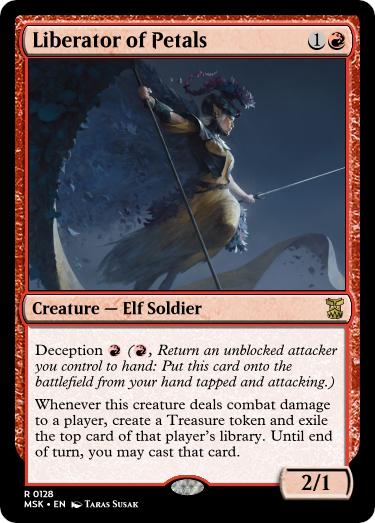 Liberator of Petals 1
Creature — Elf Soldier
Deception (, Return an unblocked attacker
you control to hand: Put this card onto the
battlefield from your hand tapped and attacking.)
Whenever this creature deals combat damage
to a player, create a Treasure token and exile
the top card of that player's library. Until end
of turn, you may cast that card.
2/1
R 0128
MSK • EN Taras Susak